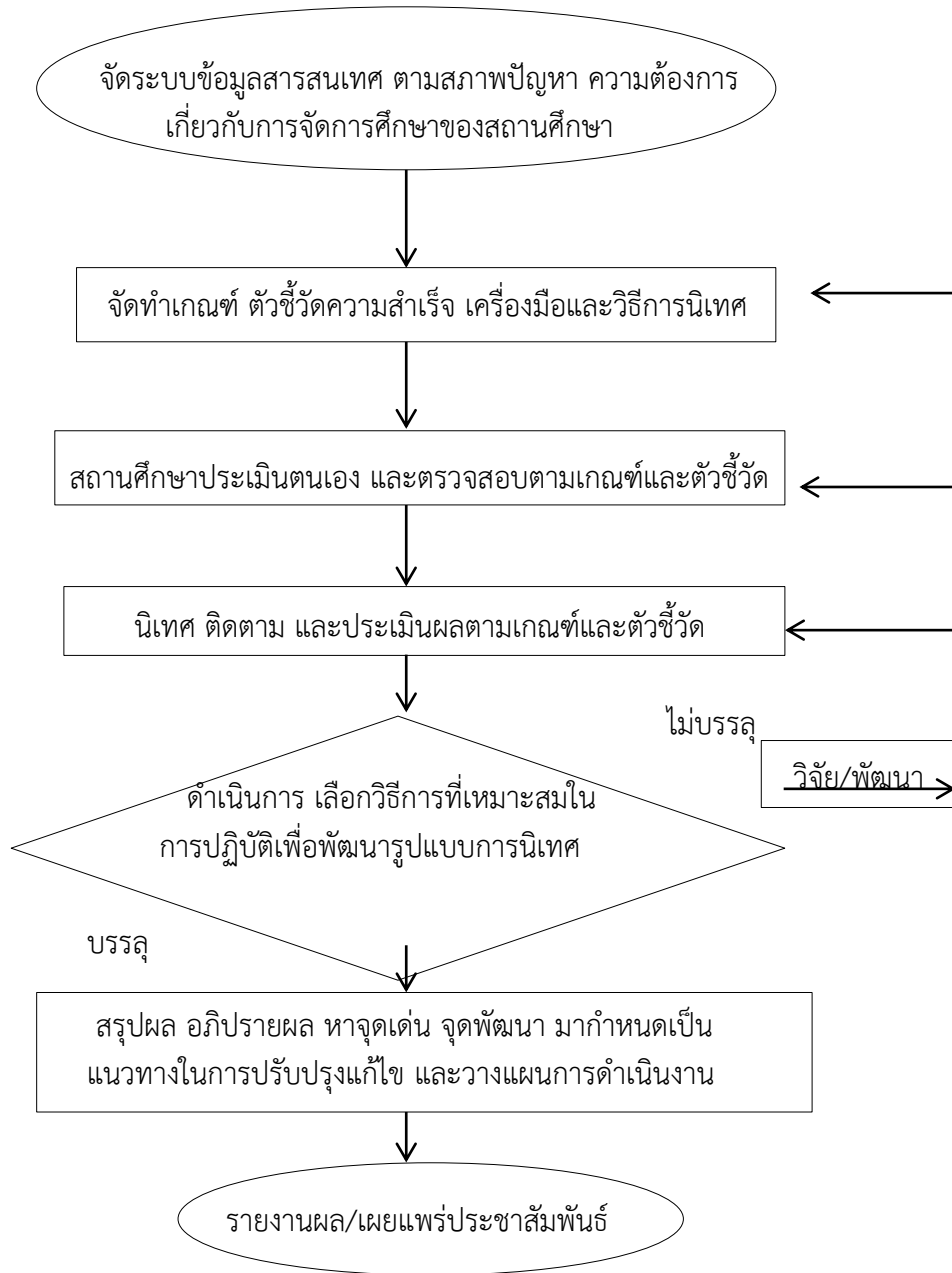 จัดระบบข้อมูลสารสนเทศ ตามสภาพปัญหา ความต้องการ
เกี่ยวกับการจัดการศึกษาของสถานศึกษา
จัดทำเกณฑ์ ตัวชี้วัดความสำเร็จ เครื่องมือและวิธีการนิเทศ
สถานศึกษาประเมินตนเอง และตรวจสอบตามเกณฑ์และตัวชี้วัด
นิเทศ ติดตาม และประเมินผลตามเกณฑ์และตัวชี้วัด
ไม่บรรลุ
วิจัย/พัฒนา
ดำเนินการ เลือกวิธีการที่เหมาะสมใน
การปฏิบัติเพื่อพัฒนารูปแบบการนิเทศ
บรรลุ
สรุปผล อภิปรายผล หาจุดเด่น จุดพัฒนา มากำหนดเป็น
แนวทางในการปรับปรุงแก้ไข และวางแผนการดำเนินงาน
รายงานผล/เผยแพร่ประชาสัมพันธ์